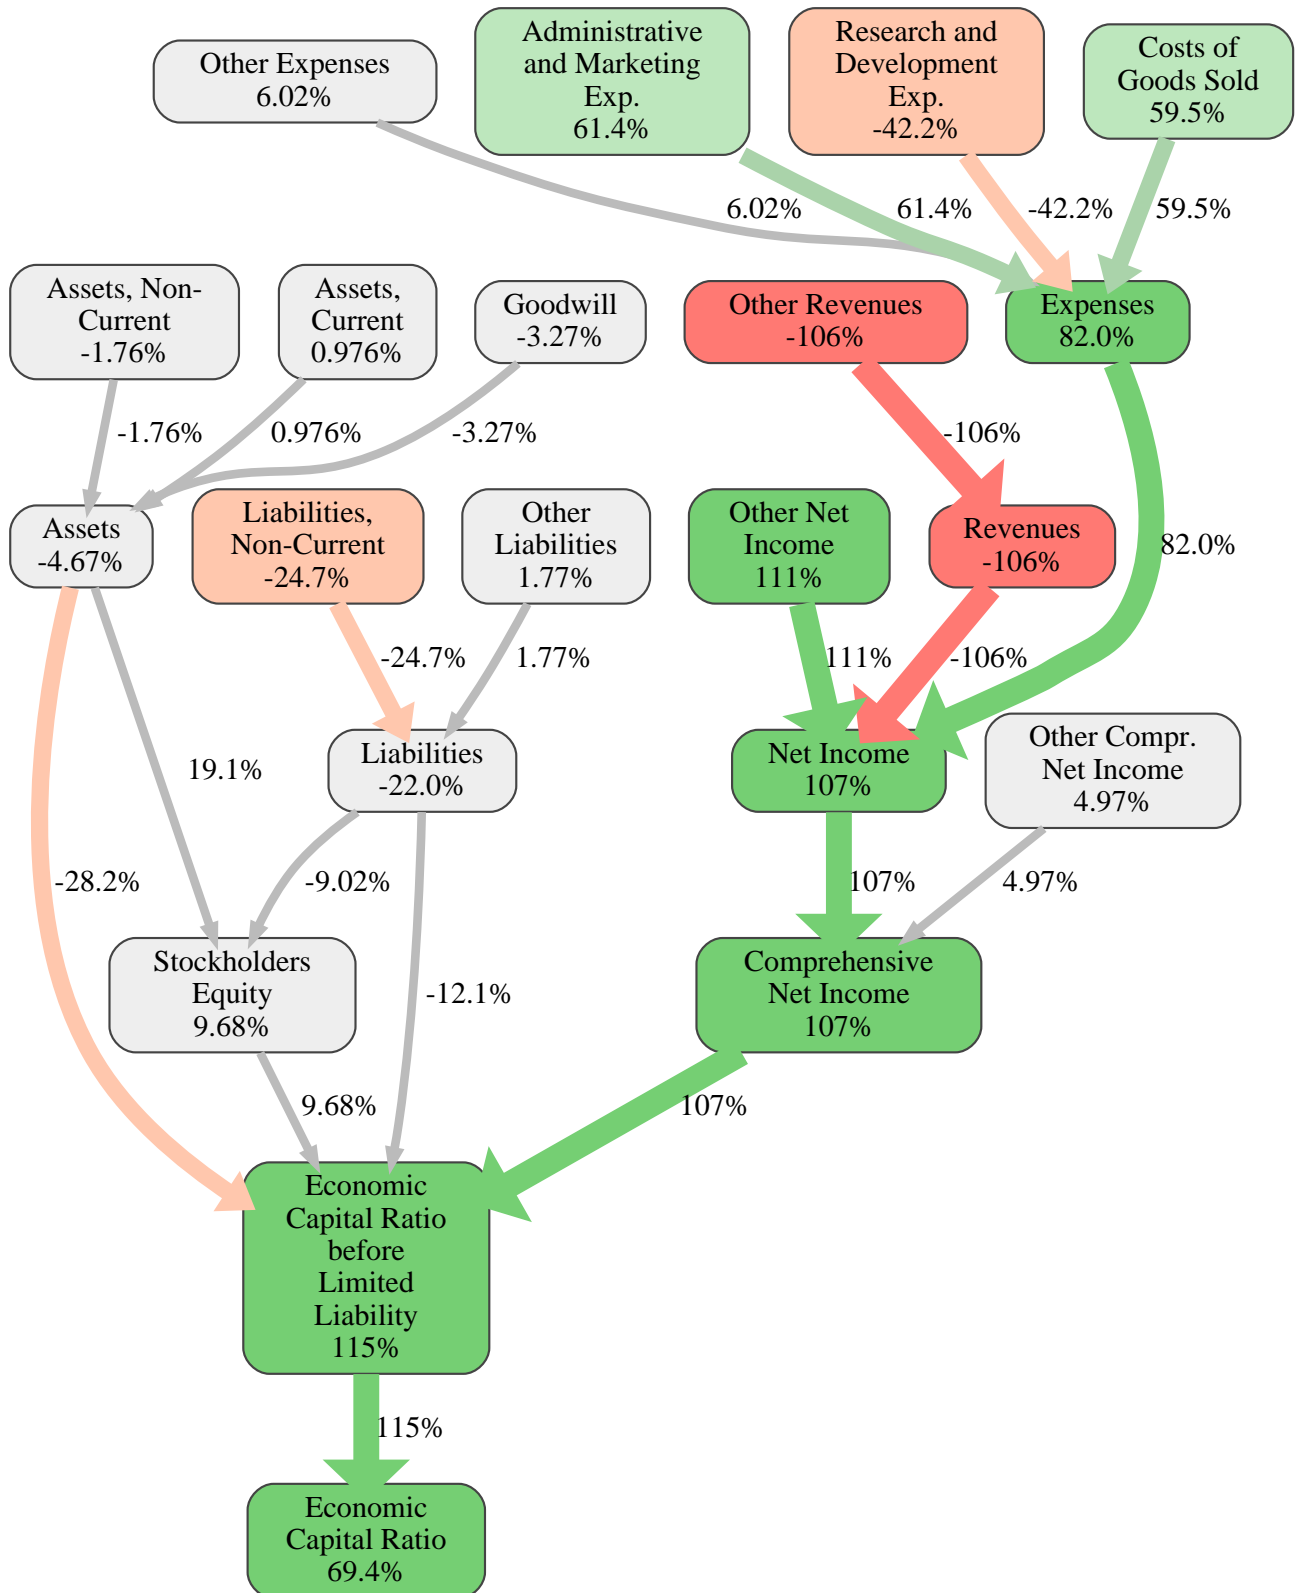 Other Expenses
6.02%
Administrative
and Marketing
Exp.
61.4%
Research and
Development
Exp.
-42.2%
Costs of
Goods Sold
59.5%
6.02%
61.4%
-42.2%
59.5%
Assets, Non-
Current
-1.76%
Assets,
Current
0.976%
Goodwill
-3.27%
Other Revenues
-106%
Expenses
82.0%
-1.76%
0.976%
-3.27%
-106%
Assets
-4.67%
Liabilities,
Non-Current
-24.7%
Other
Liabilities
1.77%
Other Net
Income
111%
Revenues
-106%
82.0%
-24.7%
1.77%
111%
-106%
19.1%
Liabilities
-22.0%
Net Income
107%
Other Compr.
Net Income
4.97%
-28.2%
-9.02%
107%
4.97%
Stockholders
Equity
9.68%
-12.1%
Comprehensive
Net Income
107%
9.68%
107%
Economic
Capital Ratio
before
Limited
Liability
115%
115%
Economic
Capital Ratio
69.4%